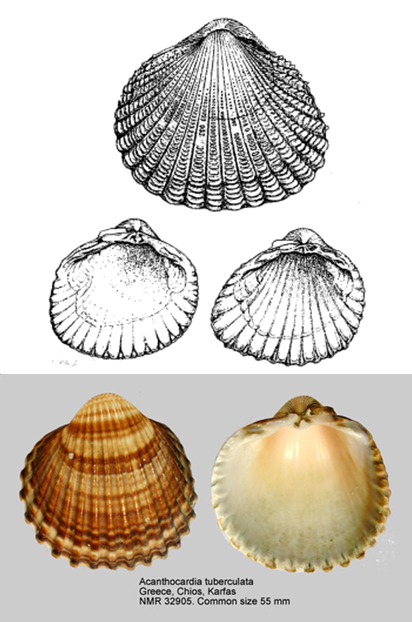 Acanthocardia tuberculata
Greece, Chios, Karfas
NMR 32905. Common size 55 mm